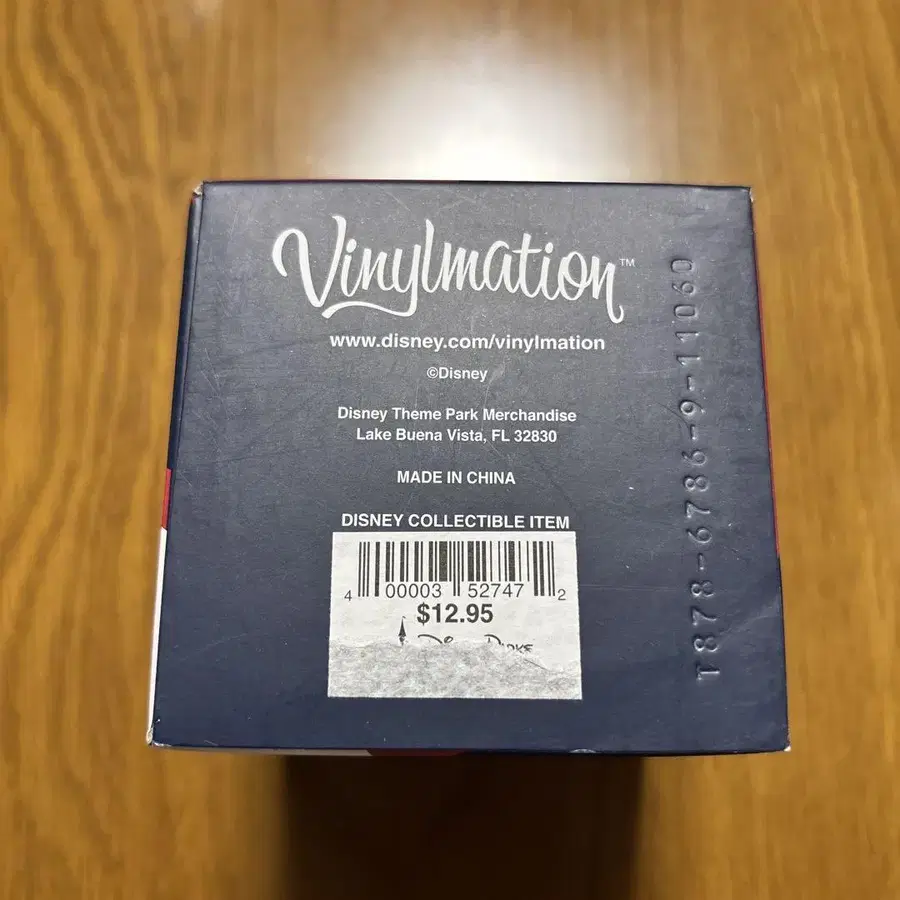 Vinylmation™
www.disney.com/vinylmation
©Disney
Disney Theme Park Merchandise
Lake Buena Vista, FL 32830
MADE IN CHINA
DISNEY COLLECTIBLE ITEM
4 00003 52747 2
$12.95
T878-6786-9-11060